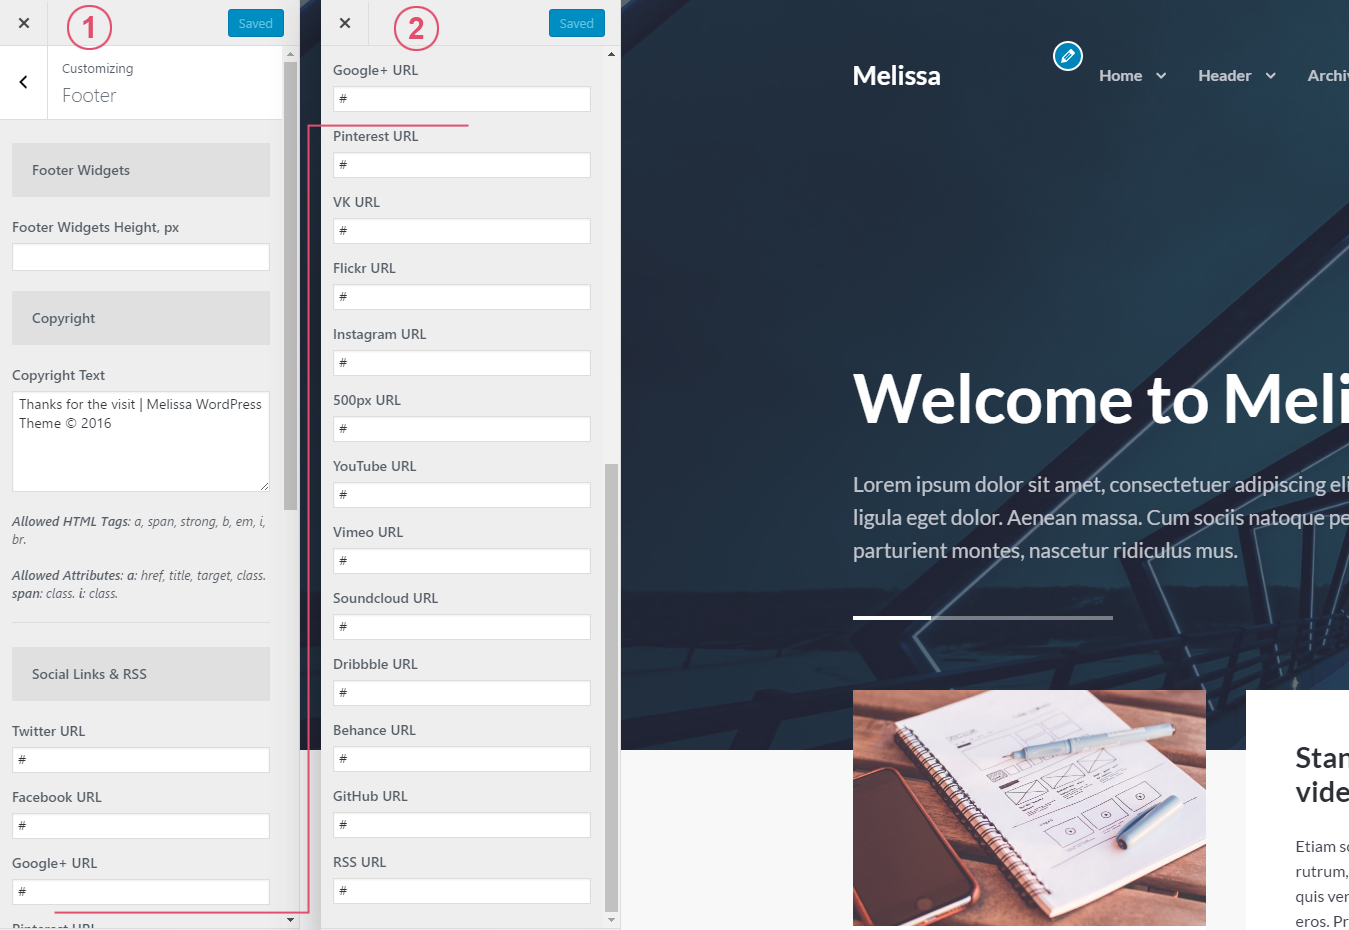 1
Saved
Customizing
Footer
Footer Widgets
Footer Widgets Height, px
Copyright
Copyright Text
Thanks for the visit | Melissa WordPress
Theme © 2016
Allowed HTML Tags: a, span, strong, b, em, i,
br.
Allowed Attributes: a: href, title, target, class.
span: class. i: class.
Social Links & RSS
Twitter URL
#
Facebook URL
#
Google+ URL
#
Pinterest URL
2
Saved
Google+ URL
#
Pinterest URL
#
VK URL
#
Flickr URL
#
Instagram URL
#
500px URL
#
YouTube URL
#
Vimeo URL
#
Soundcloud URL
#
Dribbble URL
#
Behance URL
#
GitHub URL
#
RSS URL
#
Melissa
Home
Header
Archi
Welcome to Meli
Lorem ipsum dolor sit amet, consectetuer adipiscing eli
ligula eget dolor. Aenean massa. Cum sociis natoque pe
parturient montes, nascetur ridiculus mus.
Stan
vide
Etiam so
rutrum,
quis ver
eros. Pr